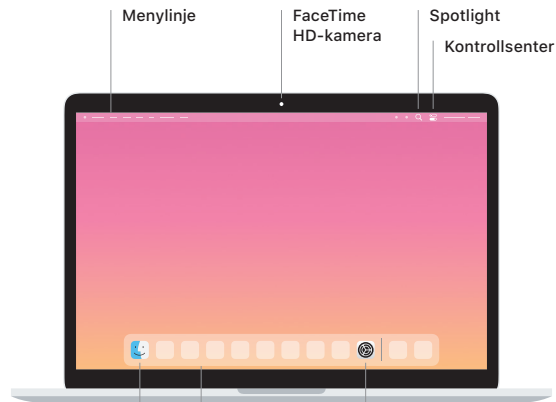 Menylinje
FaceTime
HD-kamera
Spotlight
Kontrollsenter